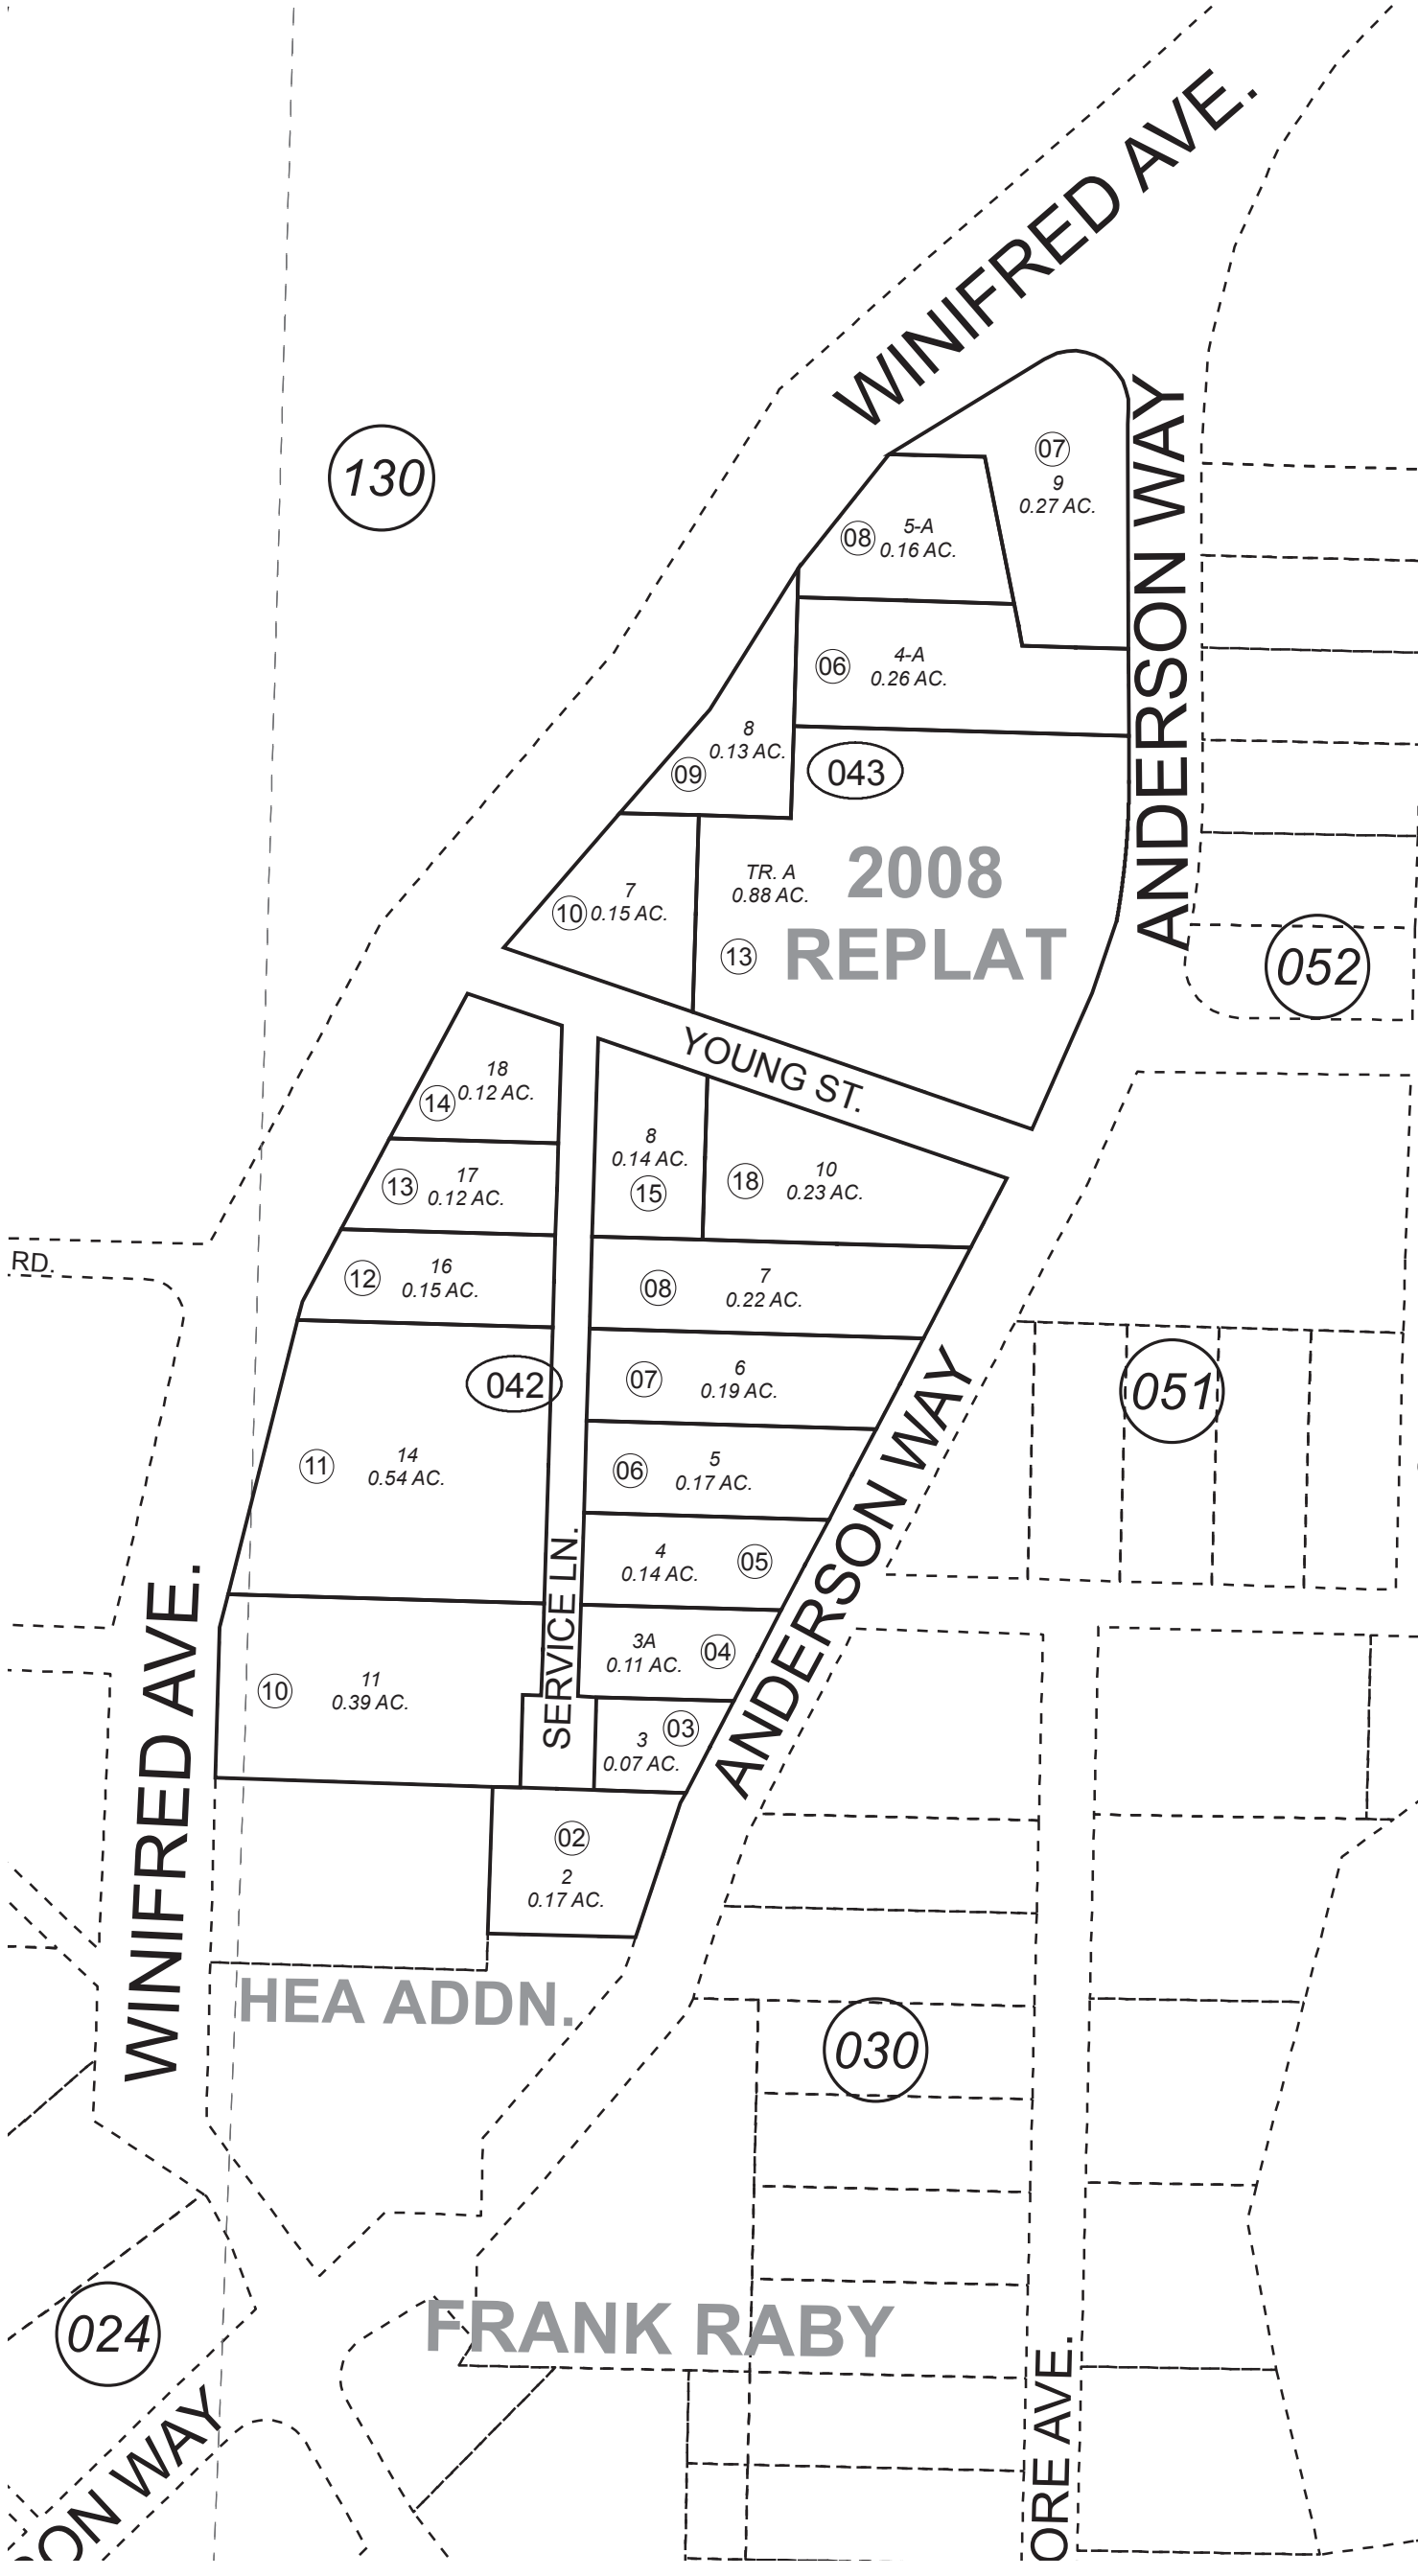 WINIFRED AVE.
130
07
9
0.27 AC.
ANDERSON WAY
08
5-A
0.16 AC.
06
4-A
0.26 AC.
8
0.13 AC.
09
043
2008
REPLAT
TR. A
0.88 AC.
13
7
0.15 AC.
10
052
YOUNG ST.
18
0.12 AC.
14
8
0.14 AC.
15
10
0.23 AC.
18
17
0.12 AC.
13
RD.
16
0.15 AC.
12
7
0.22 AC.
08
042
6
0.19 AC.
07
051
14
0.54 AC.
11
5
0.17 AC.
06
ANDERSON WAY
4
0.14 AC.
05
SERVICE LN.
3A
0.11 AC.
04
WINIFRED AVE.
11
0.39 AC.
10
3
0.07 AC.
03
02
2
0.17 AC.
HEA ADDN.
030
FRANK RABY
024
ORE AVE.
SON WAY